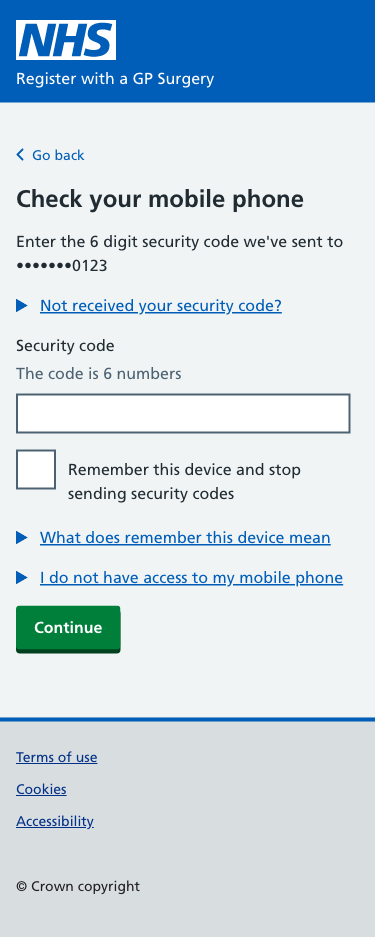 NHS
Register with a GP Surgery
Go back
Check your mobile phone
Enter the 6 digit security code we've sent to
•••••••0123
Not received your security code?
Security code
The code is 6 numbers
Remember this device and stop
sending security codes
What does remember this device mean
I do not have access to my mobile phone
Continue
Terms of use
Cookies
Accessibility
© Crown copyright